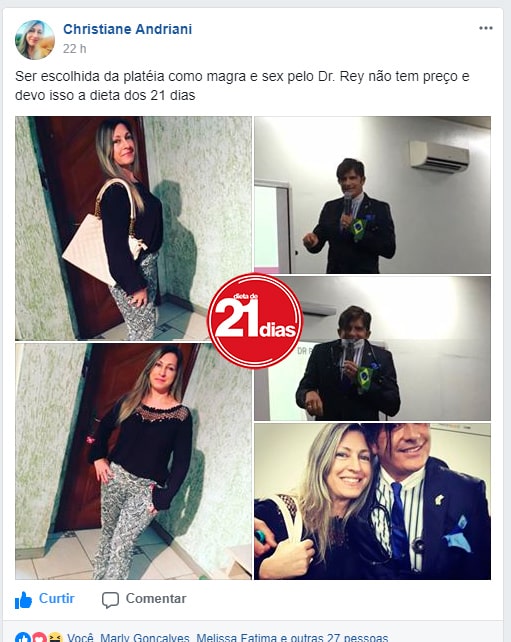 Christiane Andriani
22 h
Ser escolhida da platéia como magra e sex pelo Dr. Rey não tem preço e
devo isso a dieta dos 21 dias
dieta de
21 dias
DR
Curtir
Comentar
Você, Marly Gonçalves, Melissa Fatima e outras 27 pessoas